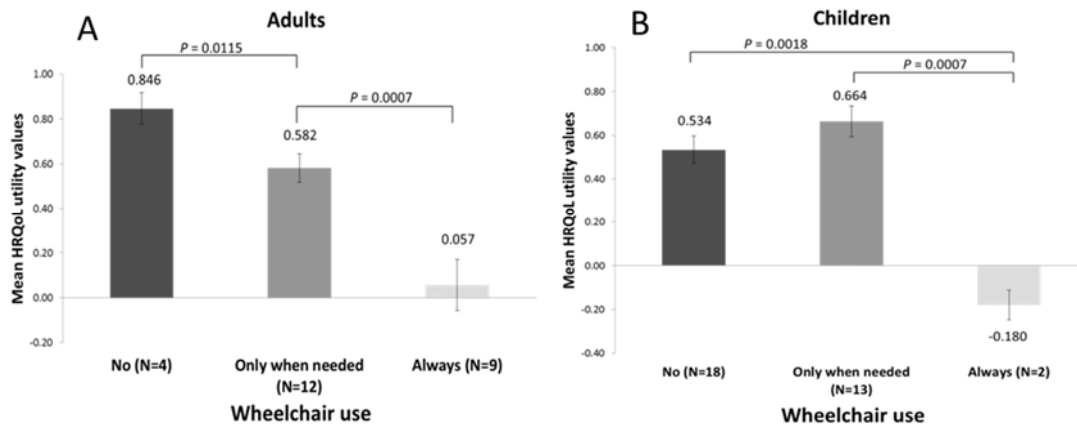 A
Adults
P = 0.0115
P = 0.0007
0.846
0.582
0.057
Mean HRQoL utility values
1.00
0.80
0.60
0.40
0.20
0.00
-0.20
No (N=4)
Only when needed
(N=12)
Always (N=9)
Wheelchair use
B
Children
P = 0.0018
P = 0.0007
0.534
0.664
-0.180
Mean HRQoL utility values
1.00
0.80
0.60
0.40
0.20
0.00
-0.20
-0.40
No (N=18)
Only when needed
(N=13)
Always (N=2)
Wheelchair use